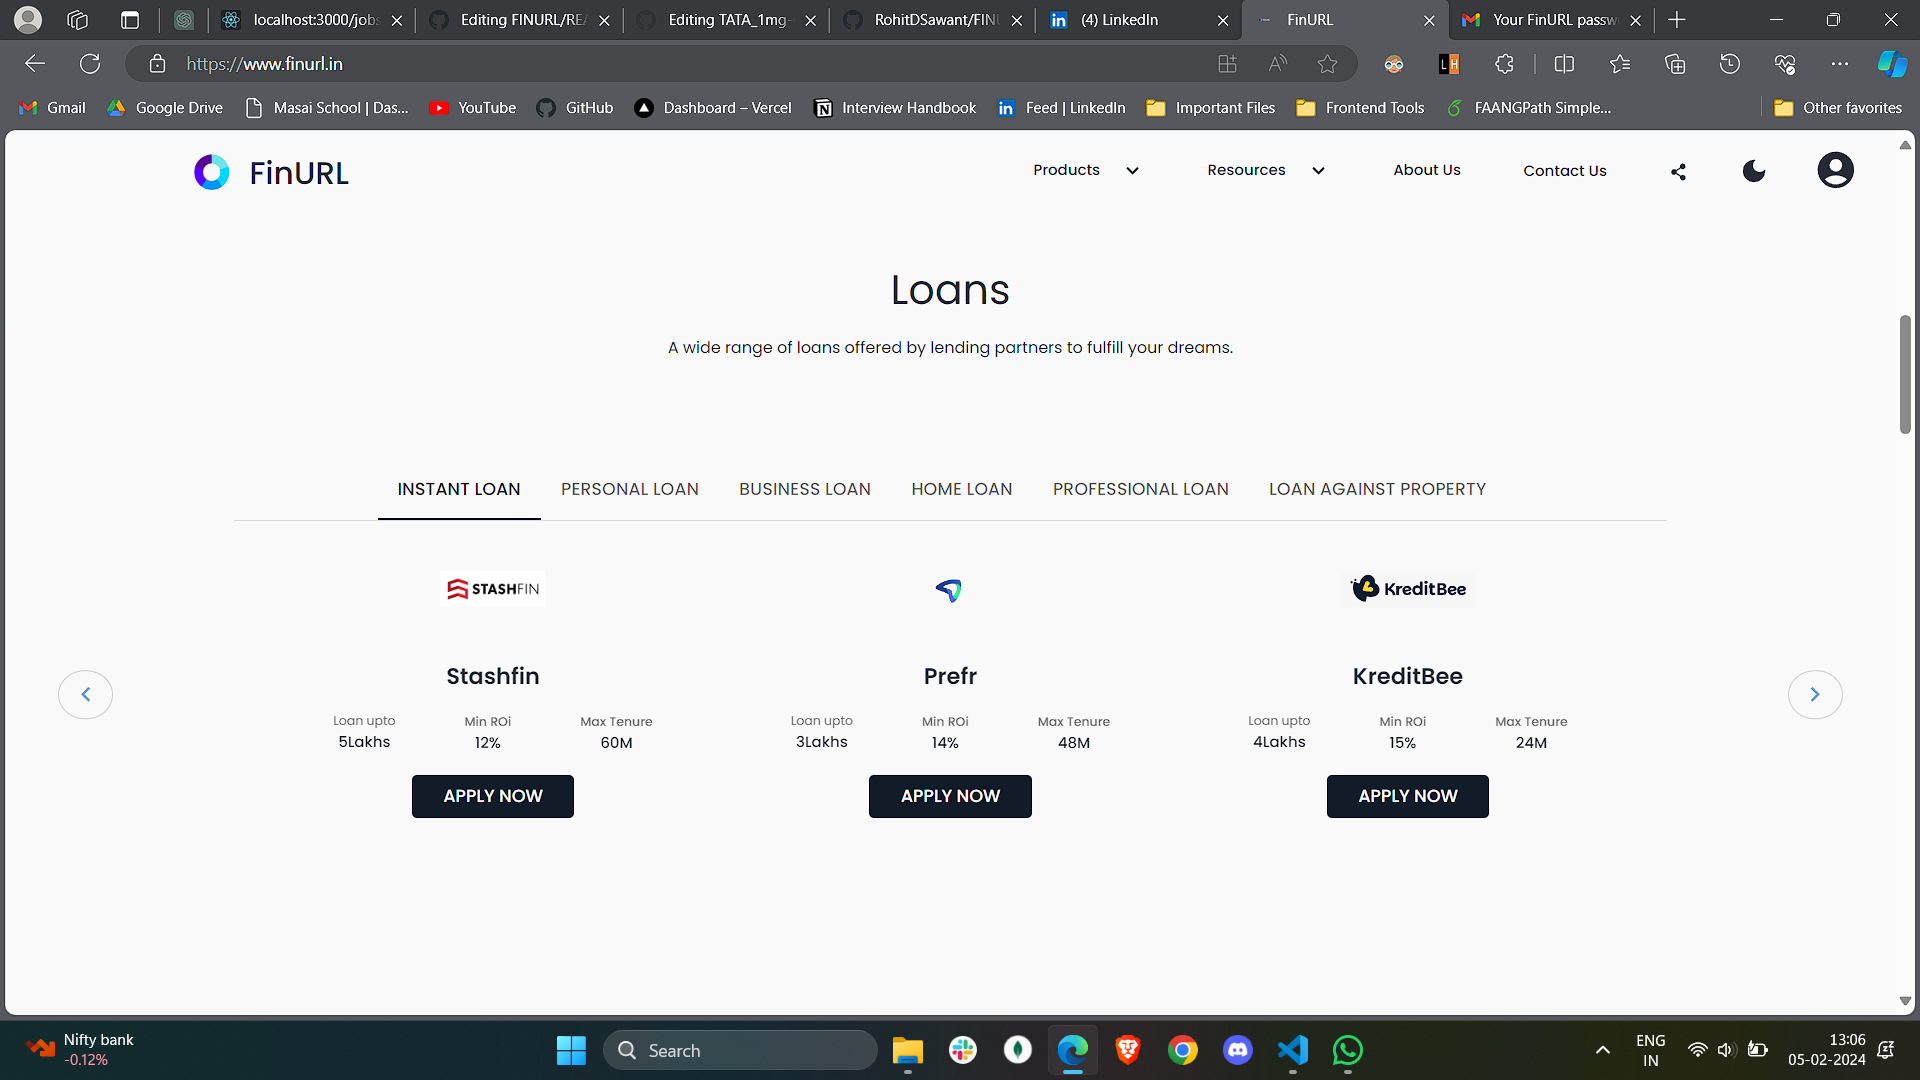 localhost:3000/jobs
Editing FINURL/REA
Editing TATA_1mg-
RohitDSawant/FINU
(4) LinkedIn
FinURL
Your FinURL passw
https://www.finurl.in
LH
Gmail
Google Drive
Masai School | Das...
YouTube
GitHub
Dashboard – Vercel
Interview Handbook
Feed | LinkedIn
Important Files
Frontend Tools
FAANGPath Simple...
Other favorites
FinURL
Products
Resources
About Us
Contact Us
Loans
A wide range of loans offered by lending partners to fulfill your dreams.
INSTANT LOAN
PERSONAL LOAN
BUSINESS LOAN
HOME LOAN
PROFESSIONAL LOAN
LOAN AGAINST PROPERTY
STASHFIN
KreditBee
Stashfin
Prefr
KreditBee
Loan upto Min ROi Max Tenure
5Lakhs 12% 60M
Loan upto Min ROi Max Tenure
3Lakhs 14% 48M
Loan upto Min ROi Max Tenure
4Lakhs 15% 24M
APPLY NOW
APPLY NOW
APPLY NOW
Nifty bank
-0.12%
Search
ENG
IN
13:06
05-02-2024